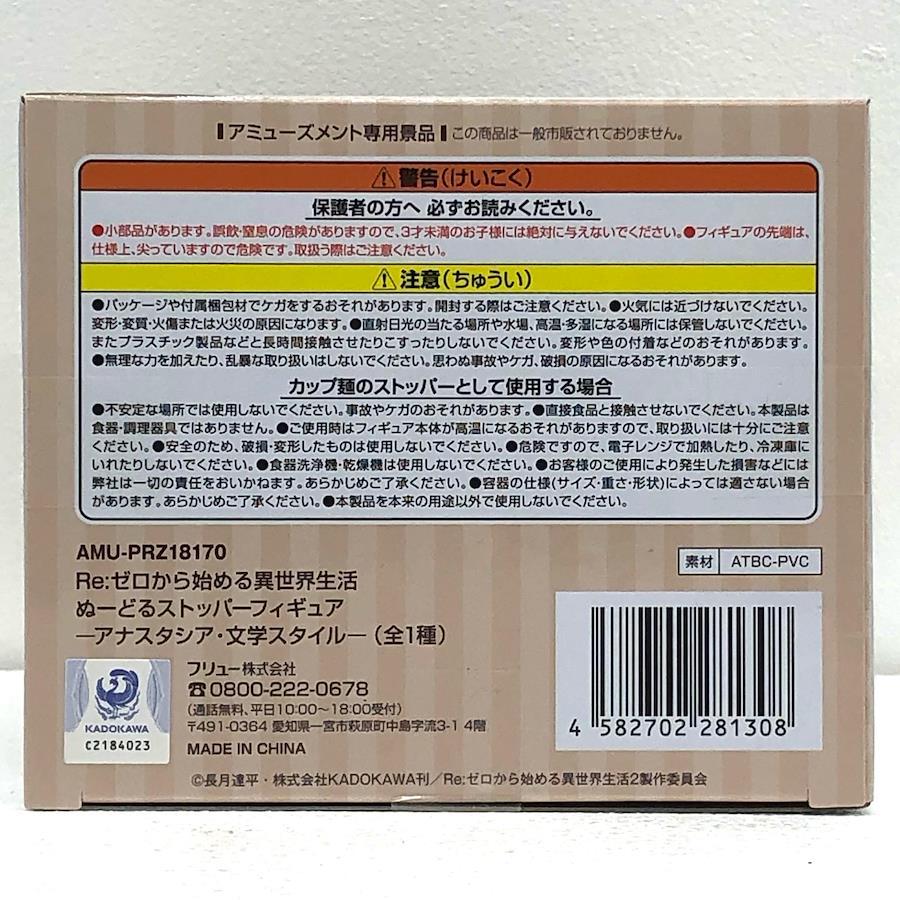 アミューズメント専用景品 この商品は一般市販されておりません。
⚠警告(けいこく)
保護者の方へ 必ずお読みください。
●小部品があります。誤飲・窒息の危険がありますので、3才未満のお子様には絶対に与えないでください。●フィギュアの先端は、
仕様上、尖っていますので危険です。取扱う際はご注意ください。
⚠注意(ちゅうい)
●パッケージや付属梱包材でケガをするおそれがあります。開封する際はご注意ください。●火気には近づけないでください。
変形・変質・火傷または火災の原因になります。●直射日光の当たる場所や水場、高温・多湿になる場所には保管しないでください。
またプラスチック製品などと長時間接触させたりこすったりしないでください。変形や色の付着などのおそれがあります。
●無理な力を加えたり、乱暴な取り扱いはしないでください。思わぬ事故やケガ、破損の原因になるおそれがあります。
カップ麺のストッパーとして使用する場合
●不安定な場所では使用しないでください。事故やケガのおそれがあります。●直接食品と接触させないでください。本製品は
食器・調理器具ではありません。●ご使用時はフィギュア本体が高温になるおそれがありますので、取り扱いには十分にご注意
ください。●安全のため、破損・変形したものは使用しないでください。●危険ですので、電子レンジで加熱したり、冷凍庫に
いれたりしないでください。●食器洗浄機・乾燥機は使用しないでください。●お客様のご使用により発生した損害などには
弊社は一切の責任をおいかねます。あらかじめご了承ください。●容器の仕様(サイズ・重さ・形状)によっては適さない場合
があります。あらかじめご了承ください。●本製品を本来の用途以外で使用しないでください。
AMU-PRZ18170
素材 ATBC-PVC
Re:ゼロから始める異世界生活
ぬーどるストッパーフィギュア
―アナスタシア・文学スタイル―(全1種)
フリュー株式会社
☎0800-222-0678
(通話無料、平日10:00〜18:00受付)
〒491-0364 愛知県一宮市萩原町中島字流3-1 4階
MADE IN CHINA
KADOKAWA
C2184023
4 582702 281308
©長月達平・株式会社KADOKAWA刊/Re:ゼロから始める異世界生活2製作委員会